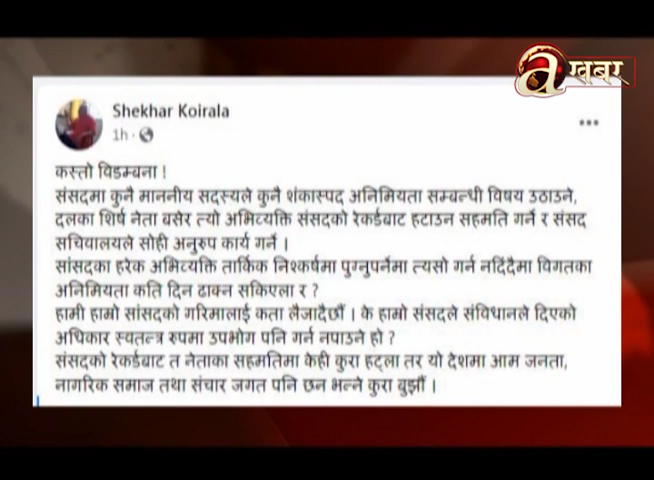 a खबर
Shekhar Koirala
1h
कस्तो विडम्बना !
संसदमा कुनै माननीय सदस्यले कुनै शंकास्पद अनिमियता सम्बन्धी विषय उठाउने,
दलका शिर्ष नेता बसेर त्यो अभिव्यक्ति संसदको रेकर्डबाट हटाउन सहमति गर्ने र संसद
सचिवालयले सोही अनुरुप कार्य गर्ने ।
सांसदका हरेक अभिव्यक्ति तार्किक निश्कर्षमा पुग्नुपर्नेमा त्यसो गर्न नदिंदैमा विगतका
अनिमियता कति दिन ढाक्न सकिएला र ?
हामी हाम्रो सांसदको गरिमालाई कता लैजादैछौं । के हाम्रो संसद्ले संविधानले दिएको
अधिकार स्वतन्त्र रुपमा उपभोग पनि गर्न नपाउने हो ?
संसद्को रेकर्डबाट त नेताका सहमतिमा केही कुरा हट्ला तर यो देशमा आम जनता,
नागरिक समाज तथा संचार जगत पनि छन भन्ने कुरा बुझौं ।